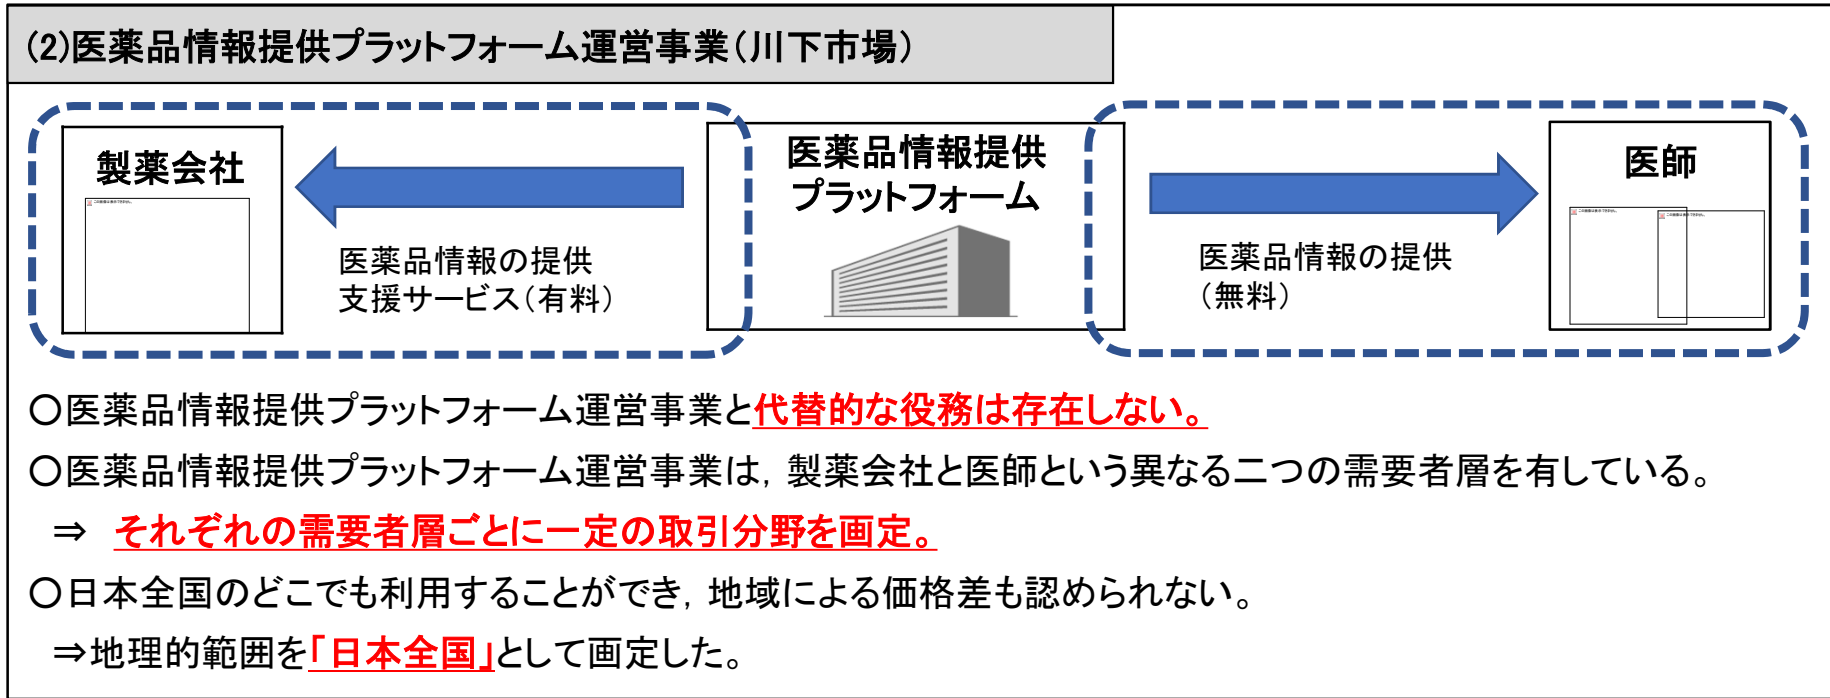 (2)医薬品情報提供プラットフォーム運営事業(川下市場)
製薬会社
医薬品情報の提供
支援サービス(有料)
医薬品情報提供
プラットフォーム
医薬品情報の提供
(無料)
医師
〇医薬品情報提供プラットフォーム運営事業と代替的な役務は存在しない。
〇医薬品情報提供プラットフォーム運営事業は,製薬会社と医師という異なる二つの需要者層を有している。
⇒ それぞれの需要者層ごとに一定の取引分野を画定。
〇日本全国のどこでも利用することができ,地域による価格差も認められない。
⇒地理的範囲を「日本全国」として画定した。